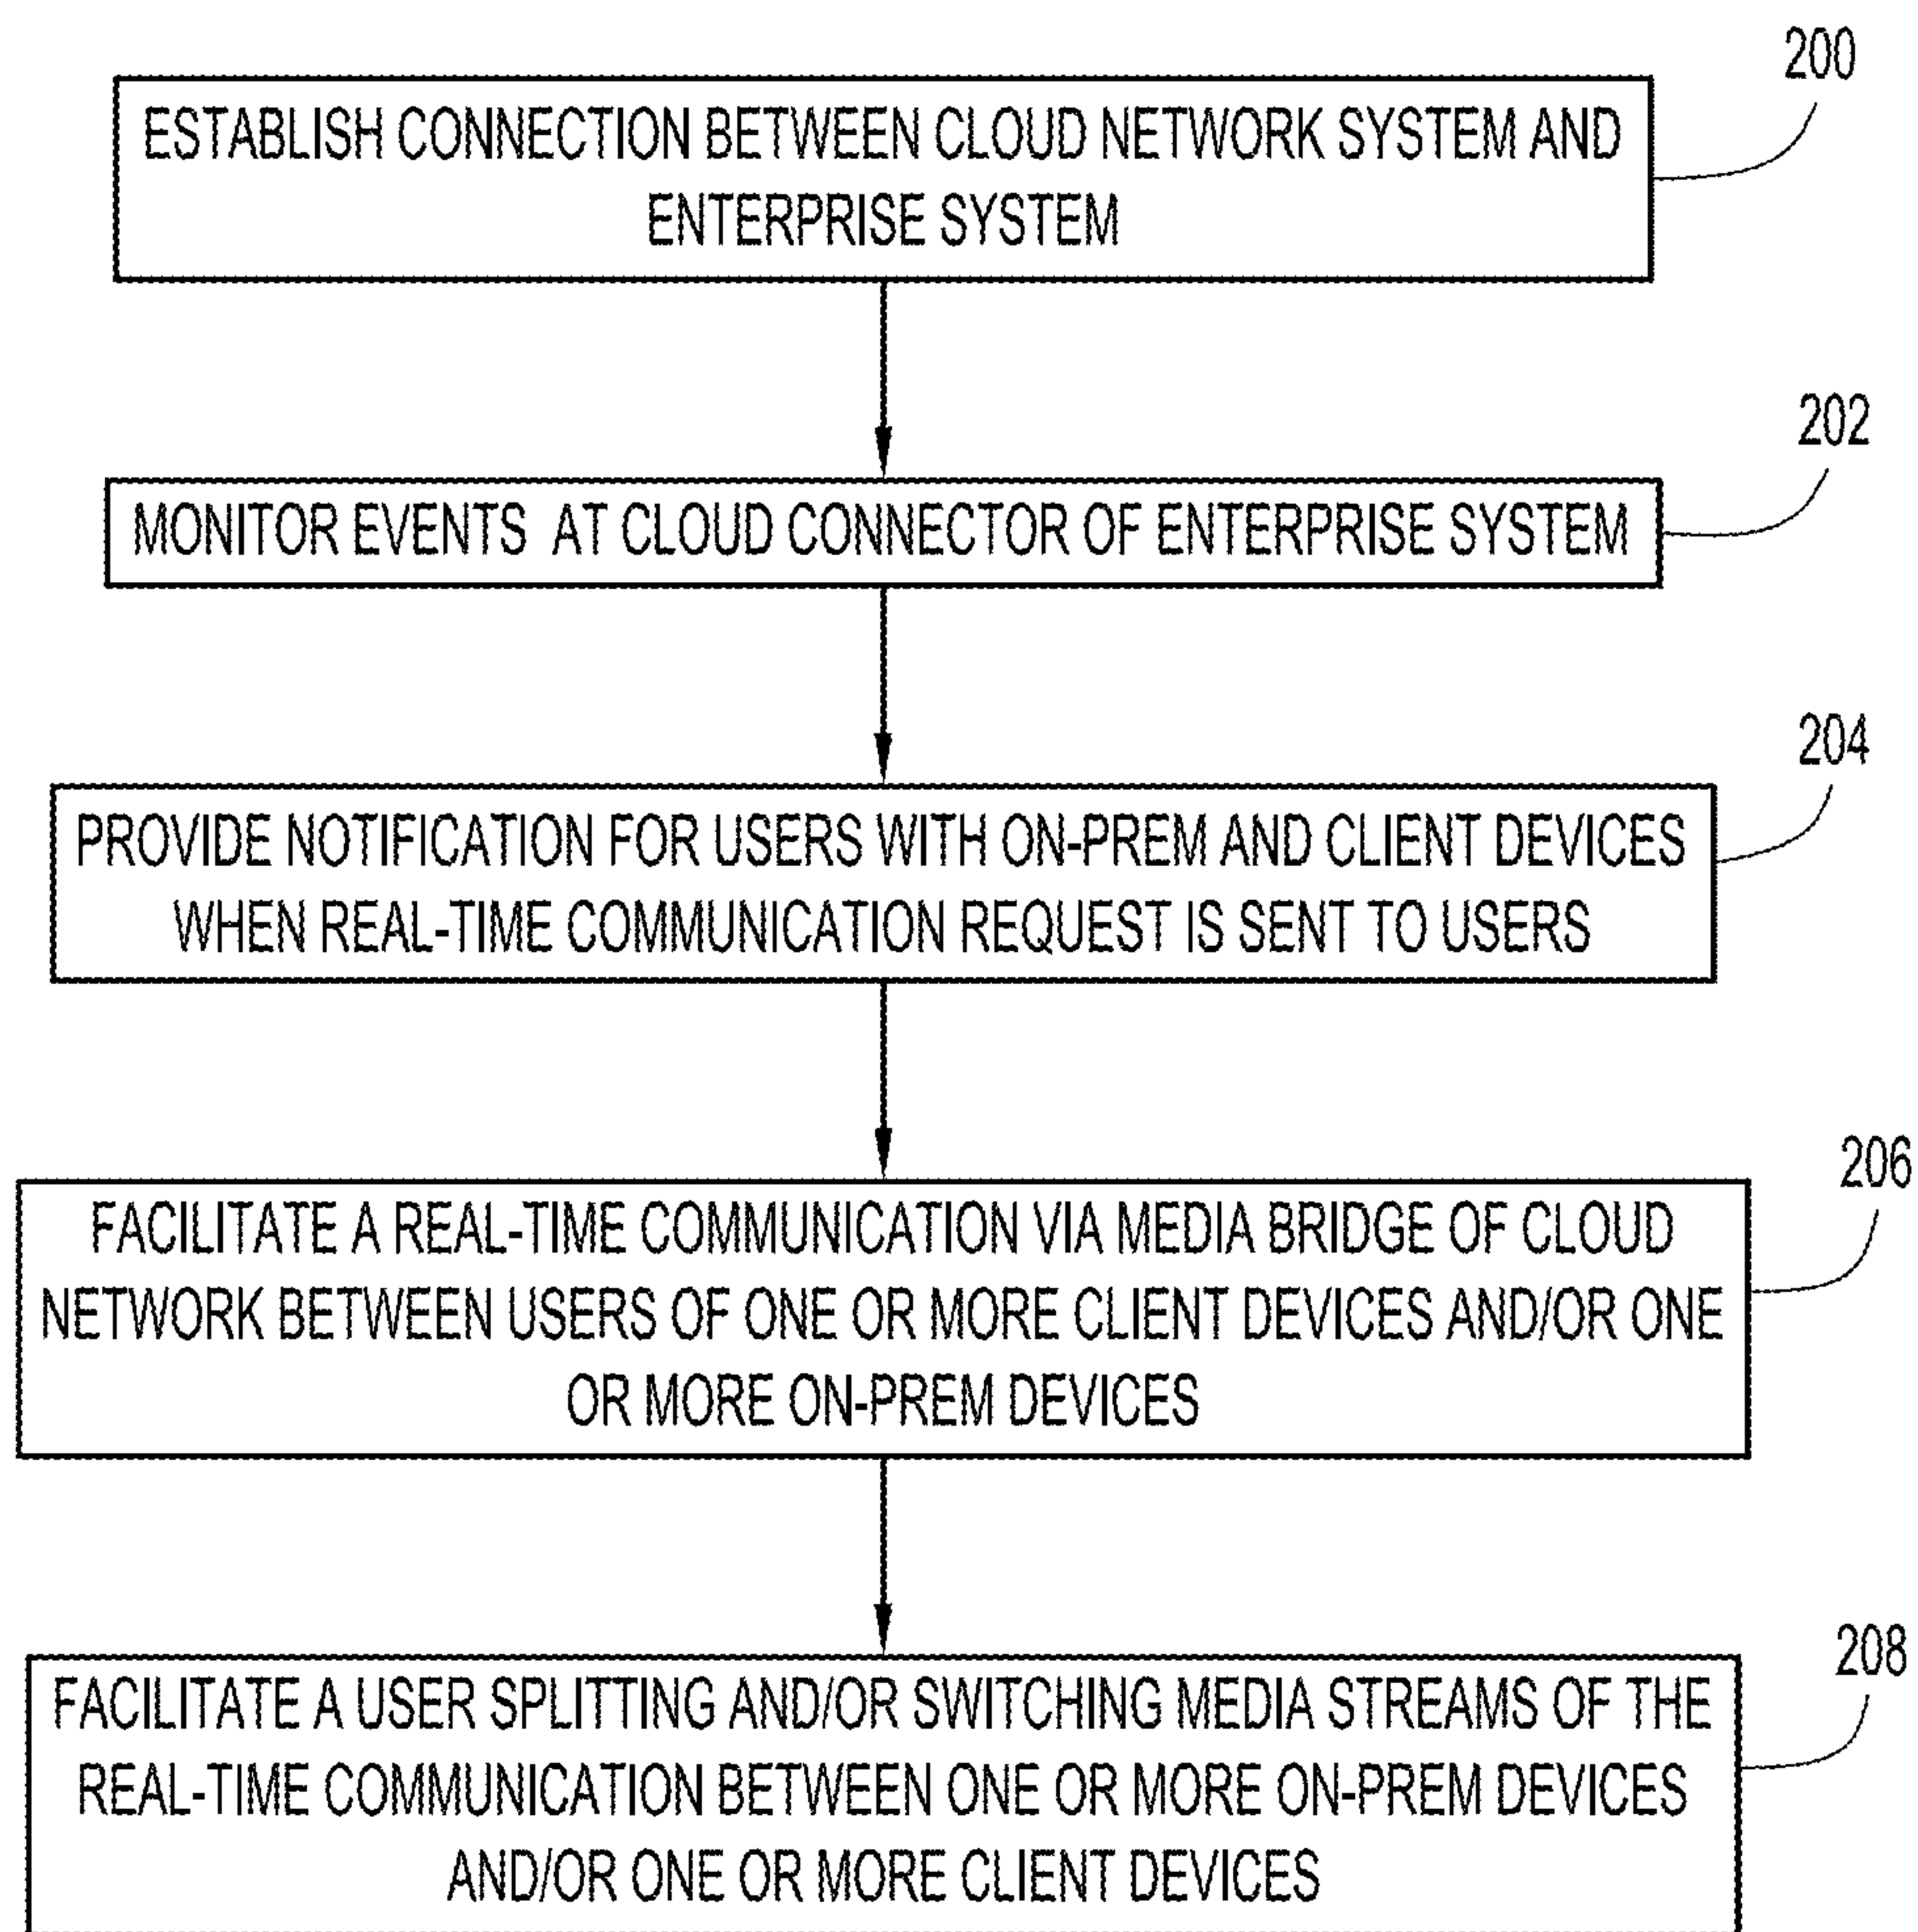 200
ESTABLISH CONNECTION BETWEEN CLOUD NETWORK SYSTEM AND
ENTERPRISE SYSTEM
202
MONITOR EVENTS AT CLOUD CONNECTOR OF ENTERPRISE SYSTEM
204
PROVIDE NOTIFICATION FOR USERS WITH ON-PREM AND CLIENT DEVICES
WHEN REAL-TIME COMMUNICATION REQUEST IS SENT TO USERS
206
FACILITATE A REAL-TIME COMMUNICATION VIA MEDIA BRIDGE OF CLOUD
NETWORK BETWEEN USERS OF ONE OR MORE CLIENT DEVICES AND/OR ONE
OR MORE ON-PREM DEVICES
208
FACILITATE A USER SPLITTING AND/OR SWITCHING MEDIA STREAMS OF THE
REAL-TIME COMMUNICATION BETWEEN ONE OR MORE ON-PREM DEVICES
AND/OR ONE OR MORE CLIENT DEVICES